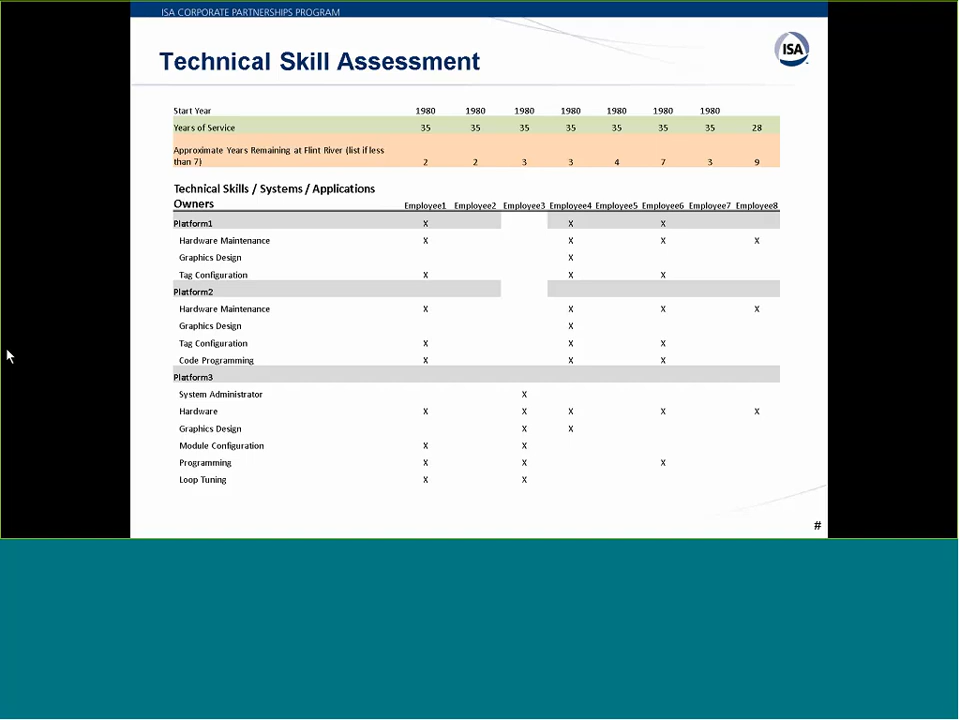 ISA CORPORATE PARTNERSHIPS PROGRAM
Technical Skill Assessment
ISA
Start Year 1980 1980 1980 1980 1980 1980 1980
Years of Service 35 35 35 35 35 35 35 28
Approximate Years Remaining at Flint River (list if less
than 7) 2 2 3 3 4 7 3 9
Technical Skills / Systems / Applications
Owners Employee1 Employee2 Employee3 Employee4 Employee5 Employee6 Employee7 Employee8
Platform1 X X X
Hardware Maintenance X X X X
Graphics Design X
Tag Configuration X X X
Platform2
Hardware Maintenance X X X X
Graphics Design X
Tag Configuration X X X
Code Programming X X X
Platform3
System Administrator X
Hardware X X X X X
Graphics Design X X
Module Configuration X X
Programming X X X
Loop Tuning X X
#